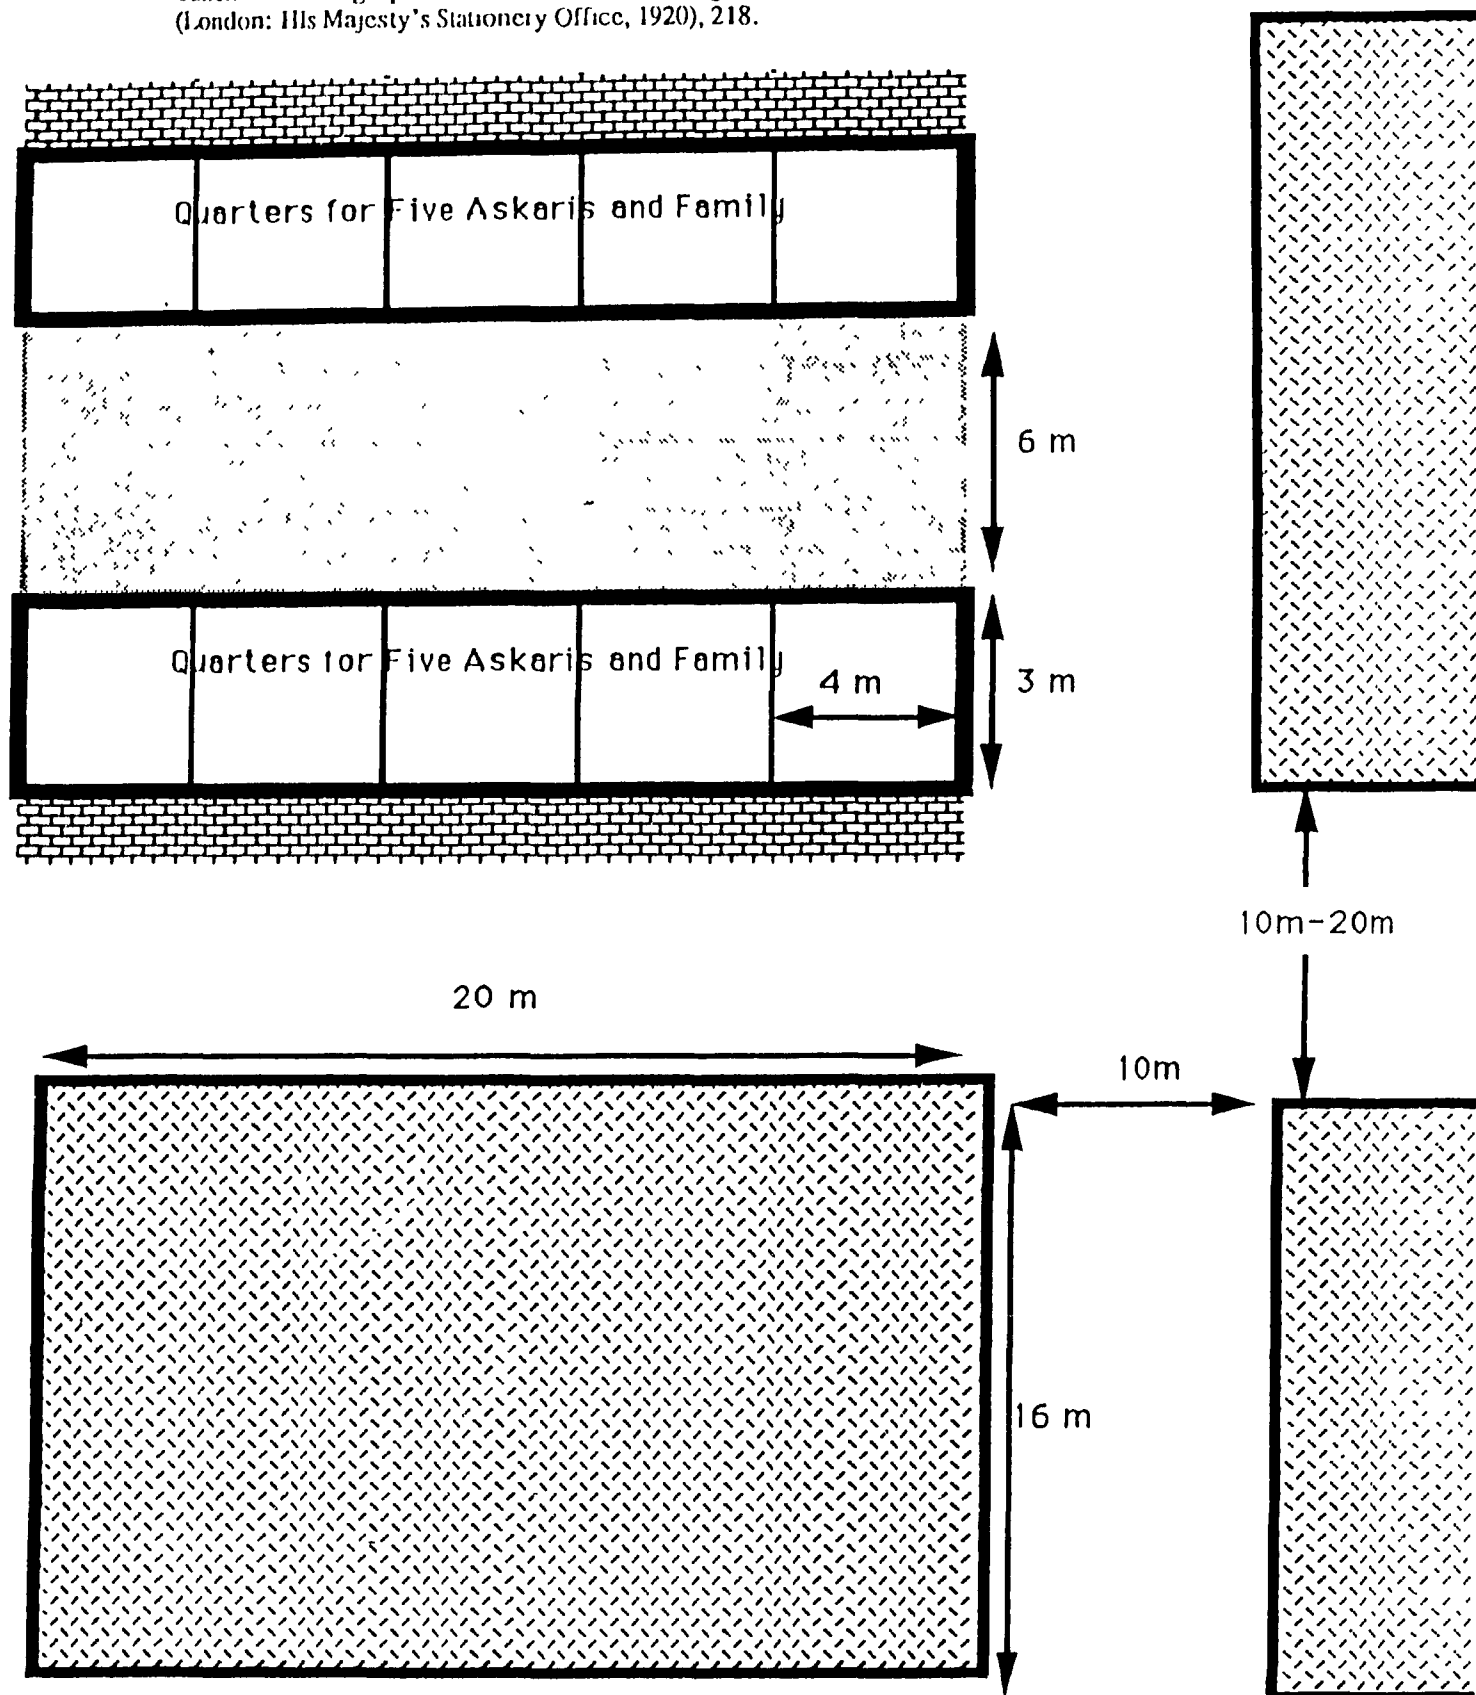 (London: His Majesty's Stationery Office, 1920), 218.
Quarters for Five Askaris and Family
6 m
Quarters for Five Askaris and Family
4 m
3 m
10m-20m
20 m
10m
16 m